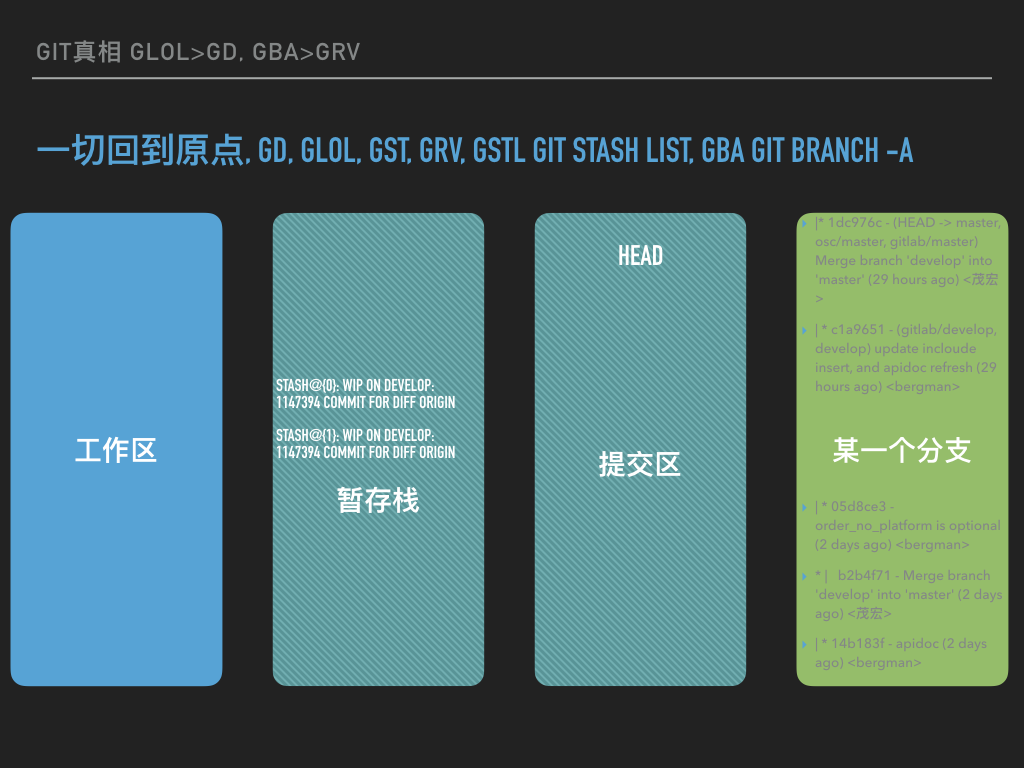 GIT真相 GLOL>GD, GBA>GRV
一切回到原点, GD, GLOL, GST, GRV, GSTL GIT STASH LIST, GBA GIT BRANCH -A
工作区
STASH@{0}: WIP ON DEVELOP:
1147394 COMMIT FOR DIFF ORIGIN
STASH@{1}: WIP ON DEVELOP:
1147394 COMMIT FOR DIFF ORIGIN
暂存栈
HEAD
提交区
|* 1dc976c - (HEAD -> master,
osc/master, gitlab/master)
Merge branch 'develop' into
'master' (29 hours ago) <茂宏
>
| * c1a9651 - (gitlab/develop,
develop) update incloude
insert, and apidoc refresh (29
hours ago) <bergman>
某一个分支
| * 05d8ce3 -
order_no_platform is optional
(2 days ago) <bergman>
* |   b2b4f71 - Merge branch
'develop' into 'master' (2 days
ago) <茂宏>
| * 14b183f - apidoc (2 days
ago) <bergman>